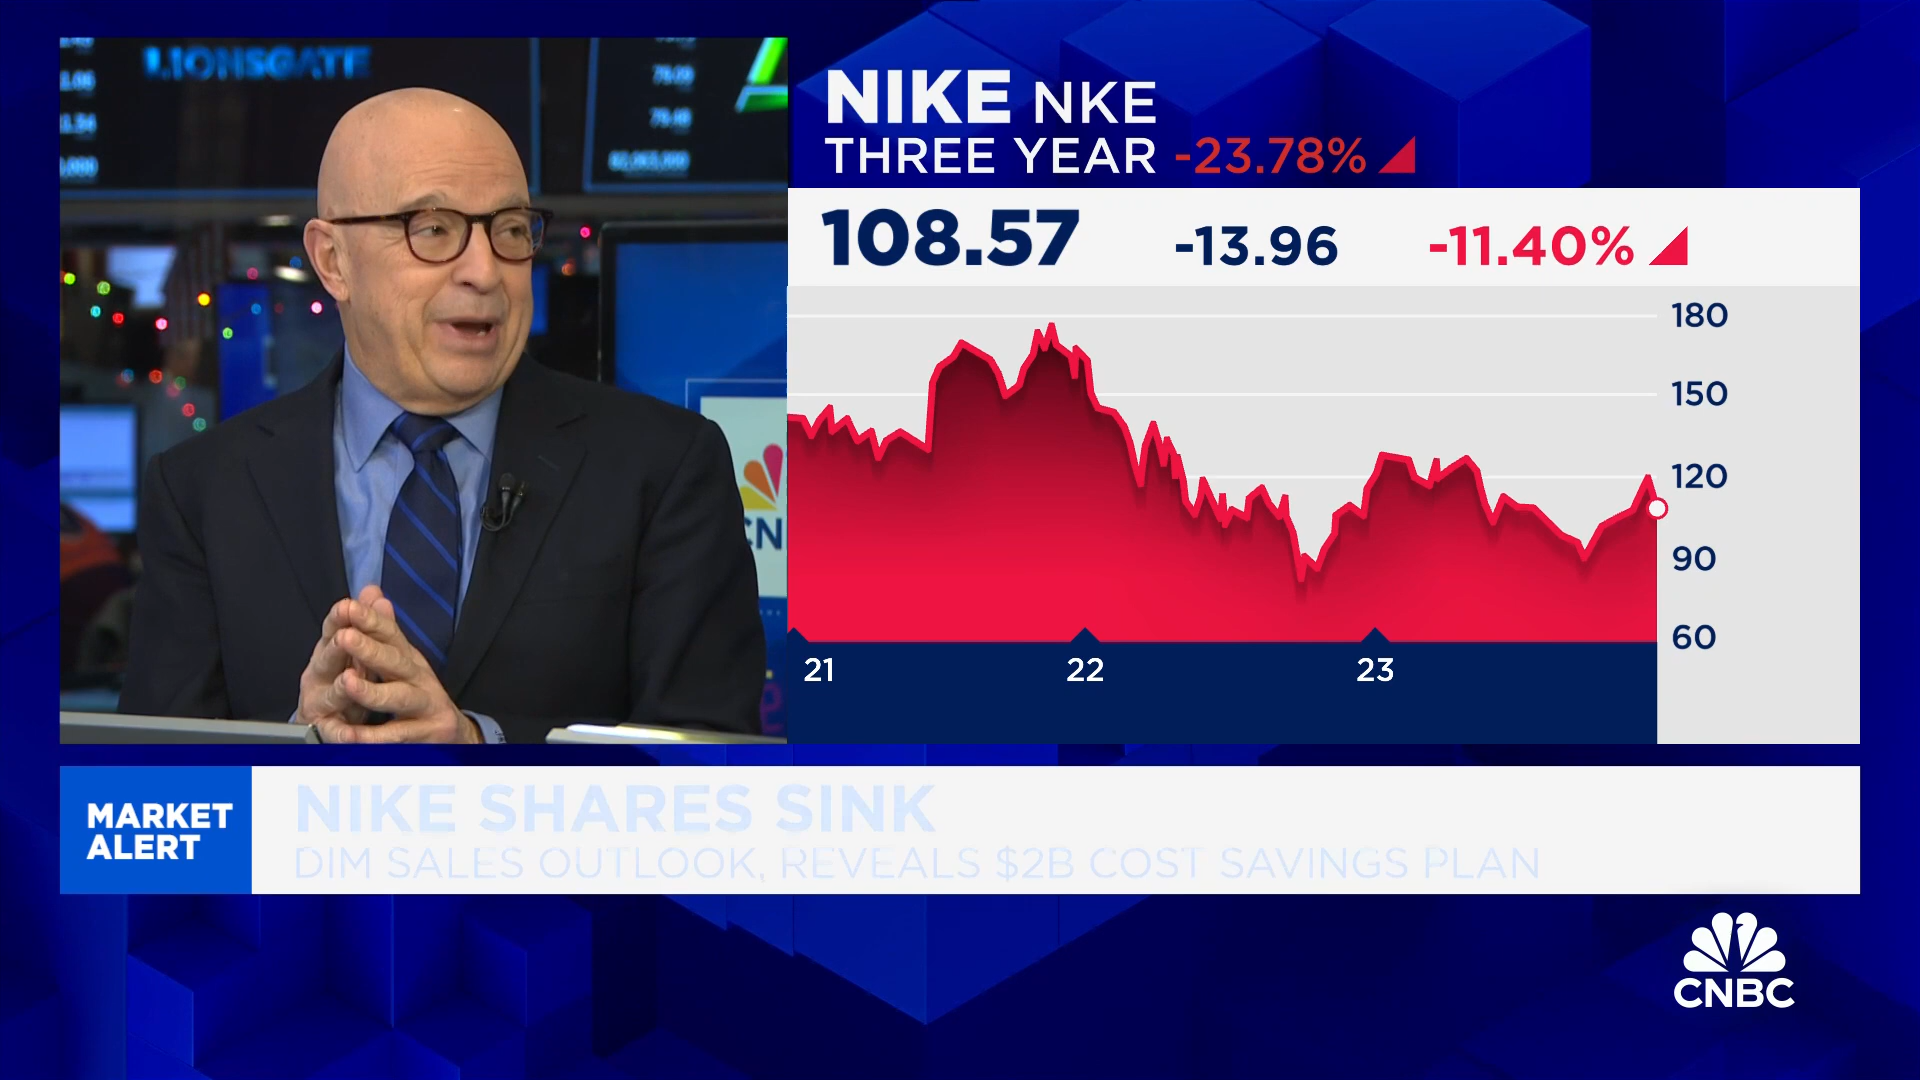 LIONSGATE
NIKE NKE
THREE YEAR -23.78%
108.57 -13.96 -11.40%
180
150
120
90
60
21 22 23
MARKET
ALERT
NIKE SHARES SINK
DIM SALES OUTLOOK, REVEALS $2B COST SAVINGS PLAN
CNBC